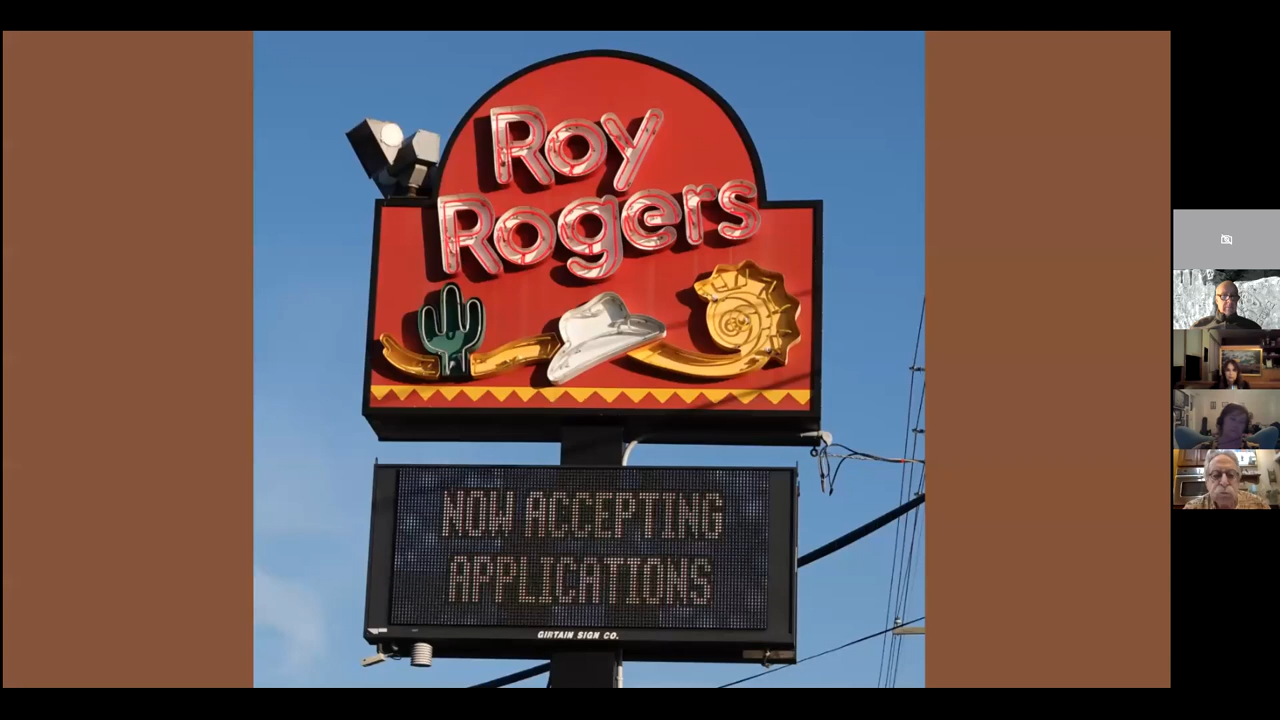 Roy
Rogers
NOW ACCEPTING
APPLICATIONS
GIRTAIN SIGN CO.